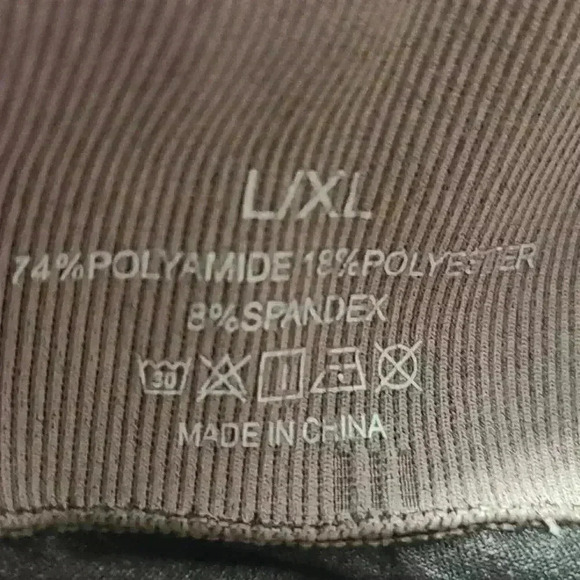 L/XL
74%POLYAMIDE 18%POLYESTER
8%SPANDEX
30
MADE IN CHINA